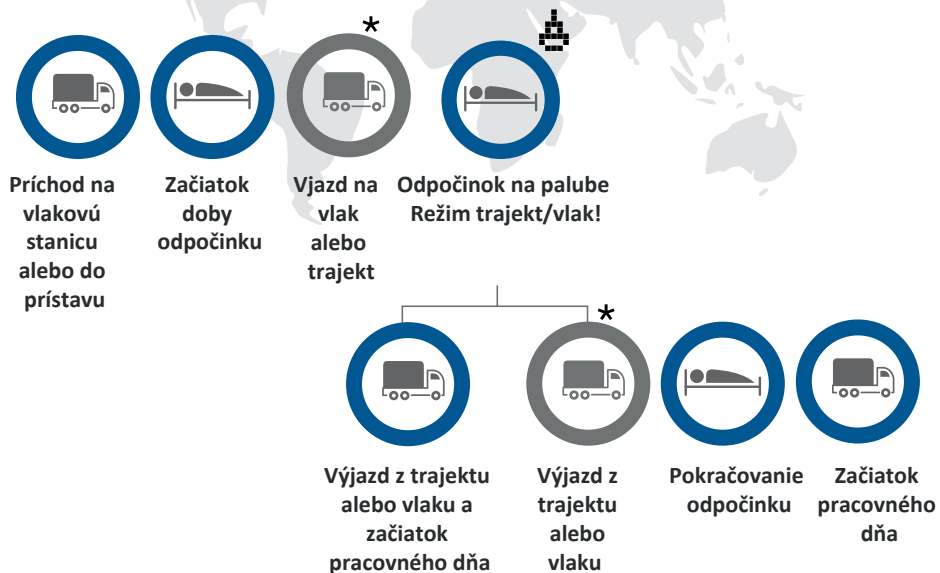 *
Príchod na
vlakovú
stanicu
alebo do
prístavu
Začiatok
doby
odpočinku
Vjazd na
vlak
alebo
trajekt
Odpočinok na palube
Režim trajekt/vlak!
*
Výjazd z trajektu
alebo vlaku a
začiatok
pracovného dňa
Výjazd z
trajektu
alebo
vlaku
Pokračovanie
odpočinku
Začiatok
pracovného
dňa